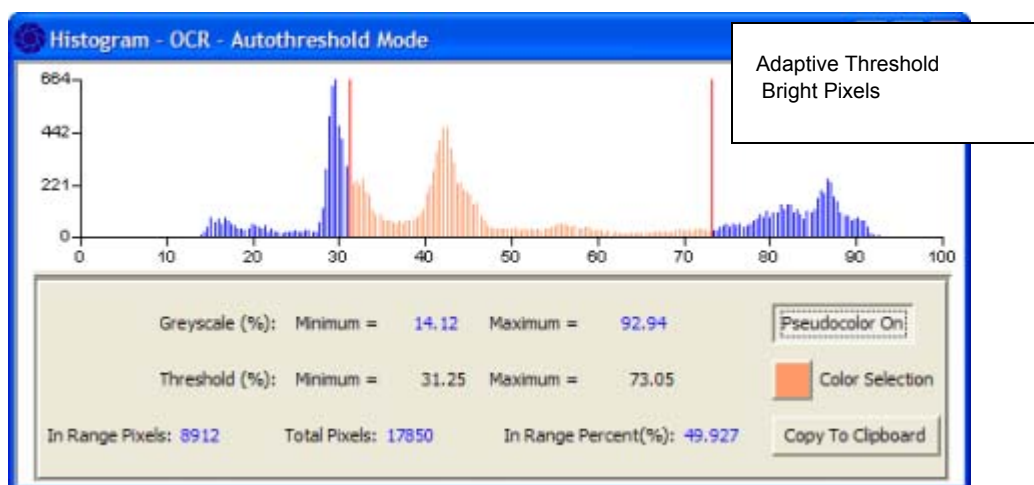 Histogram - OCR - Autothreshold Mode
Adaptive Threshold
Bright Pixels
664
442
221
0
0 10 20 30 40 50 60 70 80 90 100
Greyscale (%): Minimum = 14.12 Maximum = 92.94 Pseudocolor On
Threshold (%): Minimum = 31.25 Maximum = 73.05 Color Selection
In Range Pixels: 8912 Total Pixels: 17850 In Range Percent(%): 49.927 Copy To Clipboard